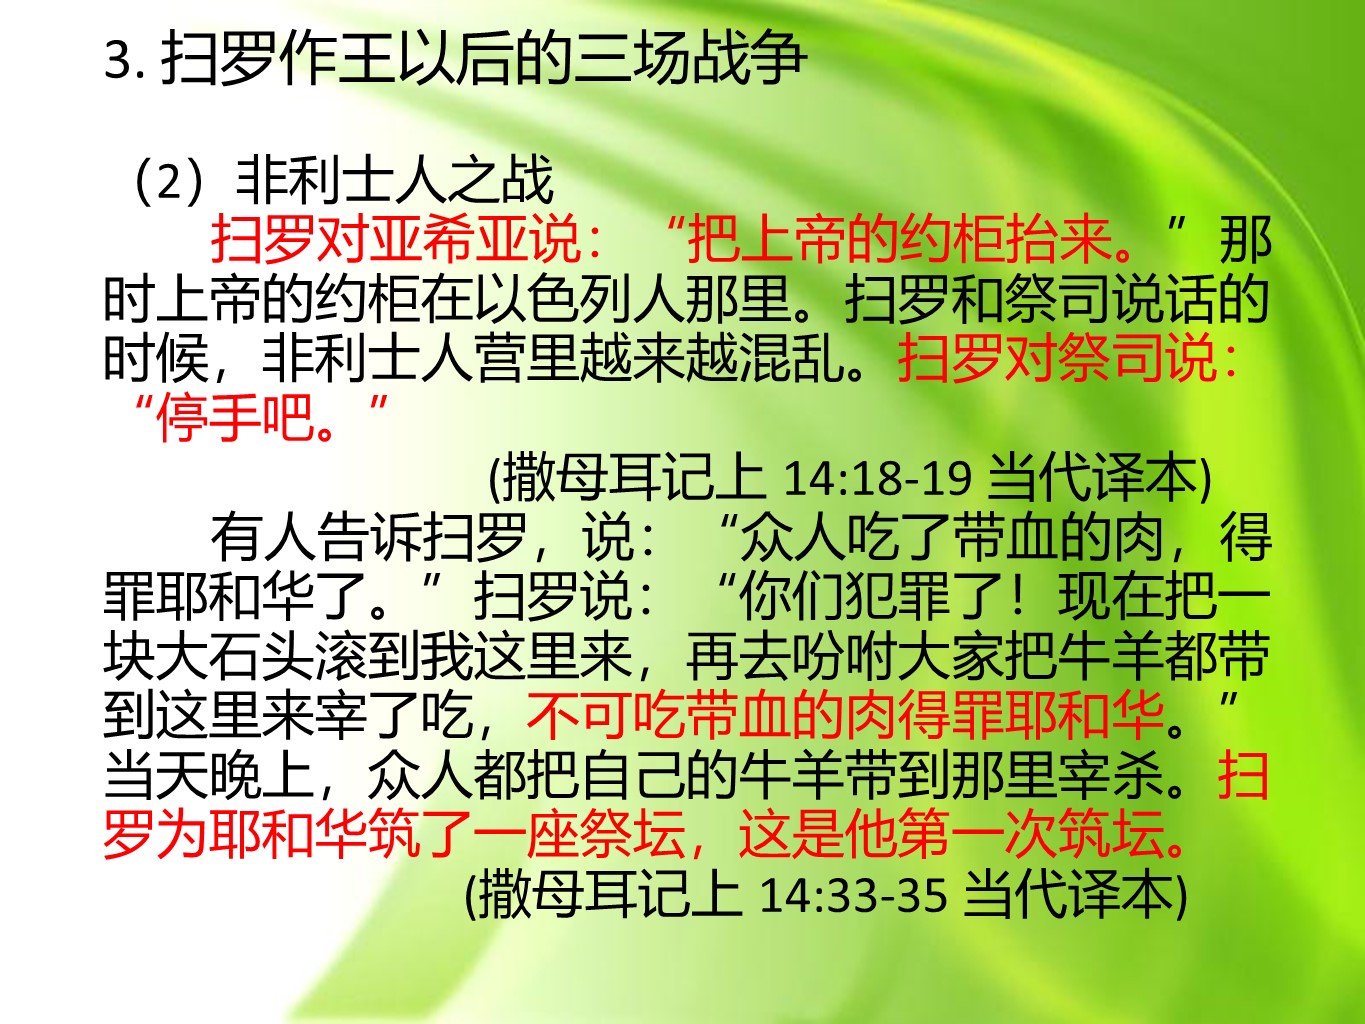 3. 扫罗作王以后的三场战争
（2）非利士人之战
扫罗对亚希亚说：“把上帝的约柜抬来。”那
时上帝的约柜在以色列人那里。扫罗和祭司说话的
时候，非利士人营里越来越混乱。扫罗对祭司说：
“停手吧。”
(撒母耳记上 14:18-19 当代译本)
有人告诉扫罗，说：“众人吃了带血的肉，得
罪耶和华了。”扫罗说：“你们犯罪了！现在把一
块大石头滚到我这里来，再去吩咐大家把牛羊都带
到这里来宰了吃，不可吃带血的肉得罪耶和华。”
当天晚上，众人都把自己的牛羊带到那里宰杀。扫
罗为耶和华筑了一座祭坛，这是他第一次筑坛。
(撒母耳记上 14:33-35 当代译本)